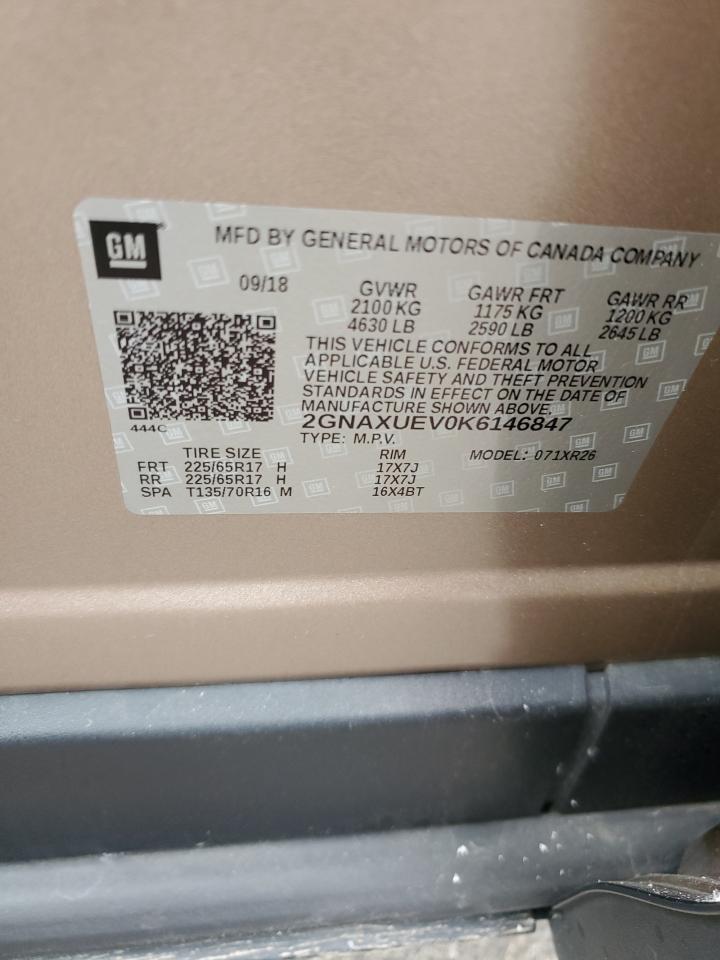 GM
MFD BY GENERAL MOTORS OF CANADA COMPANY
09/18 GVWR GAWR FRT GAWR RR
2100 KG 1175 KG 1200 KG
4630 LB 2590 LB 2645 LB
THIS VEHICLE CONFORMS TO ALL
APPLICABLE U.S. FEDERAL MOTOR
VEHICLE SAFETY AND THEFT PREVENTION
STANDARDS IN EFFECT ON THE DATE OF
MANUFACTURE SHOWN ABOVE.
444C 2GNAXUEV0K6146847
TYPE: M.P.V.
TIRE SIZE RIM MODEL: 071XR26
FRT 225/65R17 H 17X7J
RR 225/65R17 H 17X7J
SPA T135/70R16 M 16X4BT